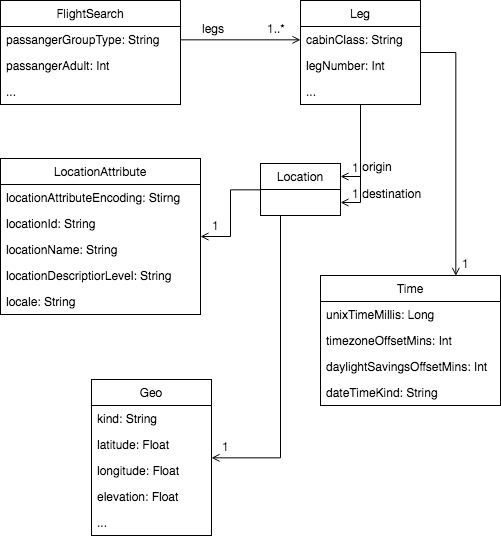 FlightSearch
passangerGroupType: String
passangerAdult: Int
...
legs
1..*
Leg
cabinClass: String
legNumber: Int
...
1 origin
1 destination
LocationAttribute
locationAttributeEncoding: Stirng
locationId: String
locationName: String
locationDescriptiorLevel: String
locale: String
1
Location
1
Time
unixTimeMillis: Long
timezoneOffsetMins: Int
daylightSavingsOffsetMins: Int
dateTimeKind: String
Geo
kind: String
latitude: Float
longitude: Float
elevation: Float
...
1